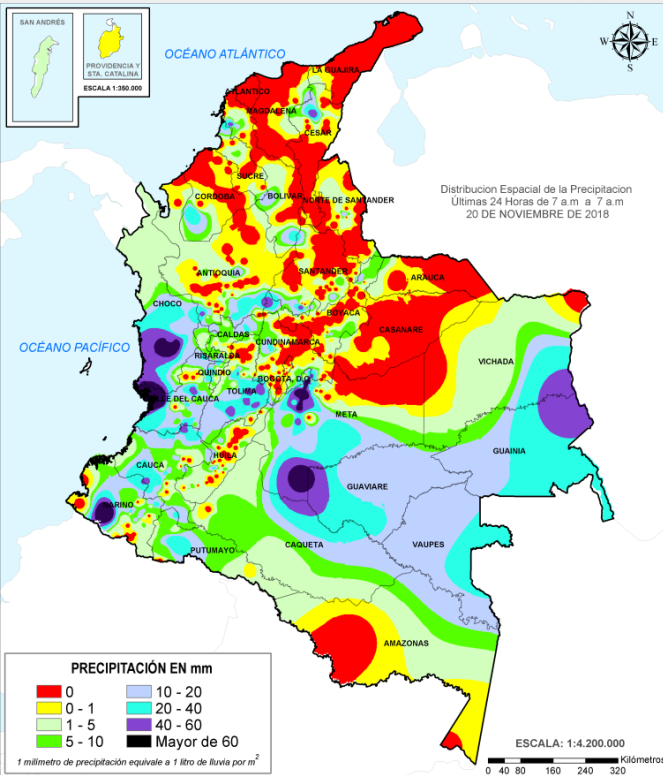 SAN ANDRÉS
PROVIDENCIA Y
STA. CATALINA
ESCALA 1:350.000
OCÉANO ATLÁNTICO
N
W
E
S
LA GUAJIRA
ATLANTICO
MAGDALENA
CESAR
SUCRE
CORDOBA
BOLIVAR
NORTE DE SANTANDER
Distribucion Espacial de la Precipitacion
Últimas 24 Horas de 7 a.m a 7 a.m
20 DE NOVIEMBRE DE 2018
ANTIOQUIA
SANTANDER
ARAUCA
CHOCO
BOYACA
CASANARE
OCÉANO PACÍFICO
CALDAS
CUNDINAMARCA
RISARALDA
VICHADA
QUINDIO
BOGOTA, D.C.
TOLIMA
VALLE DEL CAUCA
META
GUAINIA
HUILA
CAUCA
GUAVIARE
NARIÑO
PUTUMAYO
CAQUETA
VAUPES
AMAZONAS
PRECIPITACIÓN EN mm
0
10 - 20
0 - 1
20 - 40
1 - 5
40 - 60
5 - 10
Mayor de 60
1 milímetro de precipitación equivale a 1 litro de lluvia por m²
ESCALA: 1:4.200.000
Kilómetros
0 40 80 160 240 320